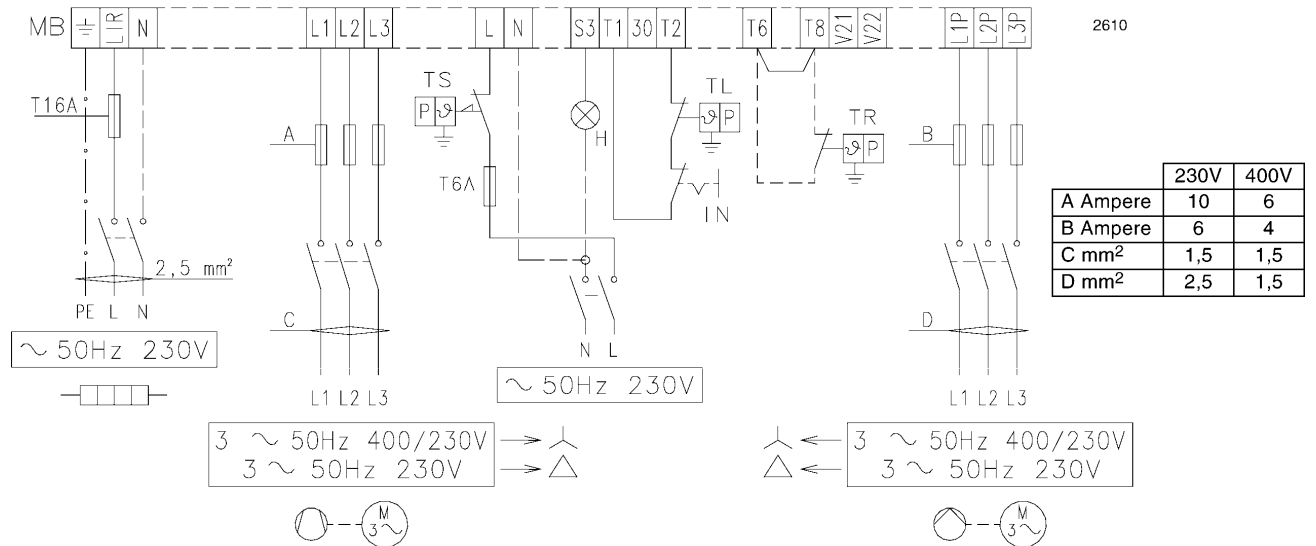 MB L1R N L1 L2 L3 L N S3 T1 30 T2 T6 T8 V21 V22 L1P L2P L3P 2610
T16A
A
TS
P ϑ
T6A
H
TL
ϑ P
IN
TR
ϑ P
B
230V 400V
A Ampere 10 6
B Ampere 6 4
C mm² 1,5 1,5
D mm² 2,5 1,5
2,5 mm²
PE L N
C
N L
D
~ 50Hz 230V
L1 L2 L3
~ 50Hz 230V
L1 L2 L3
3 ~ 50Hz 400/230V
3 ~ 50Hz 230V
3 ~ 50Hz 400/230V
3 ~ 50Hz 230V
M
3~
M
3~